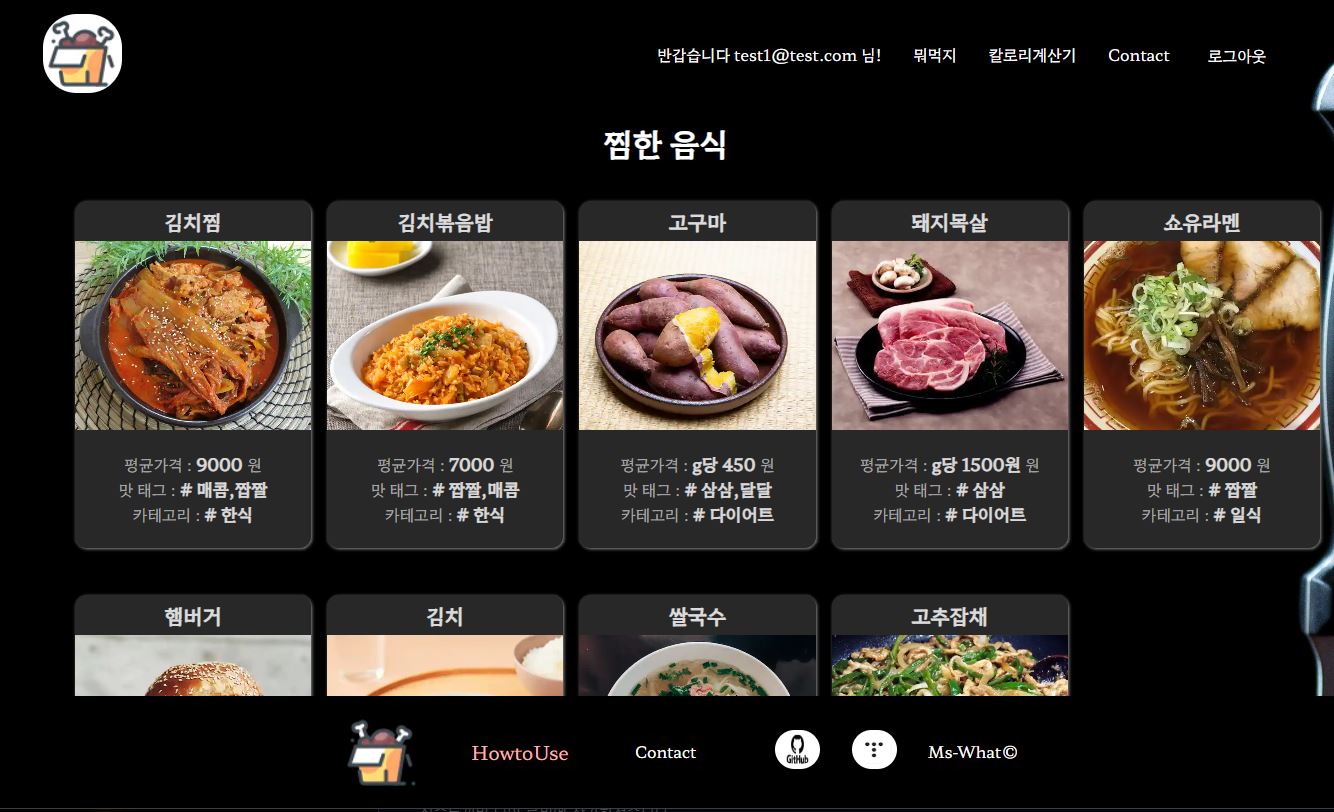 반갑습니다 test1@test.com 님! 뭐먹지 칼로리계산기 Contact 로그아웃
찜한 음식
김치찜 김치볶음밥 고구마 돼지목살 쇼유라멘
평균가격 : 9000 원 평균가격 : 7000 원 평균가격 : g당 450 원 평균가격 : g당 1500원 원 평균가격 : 9000 원
맛 태그 : # 매콤,짭짤 맛 태그 : # 짭짤,매콤 맛 태그 : # 삼삼,달달 맛 태그 : # 삼삼 맛 태그 : # 짭짤
카테고리 : # 한식 카테고리 : # 한식 카테고리 : # 다이어트 카테고리 : # 다이어트 카테고리 : # 일식
햄버거 김치 쌀국수 고추잡채
HowtoUse Contact GitHub Ms-What©